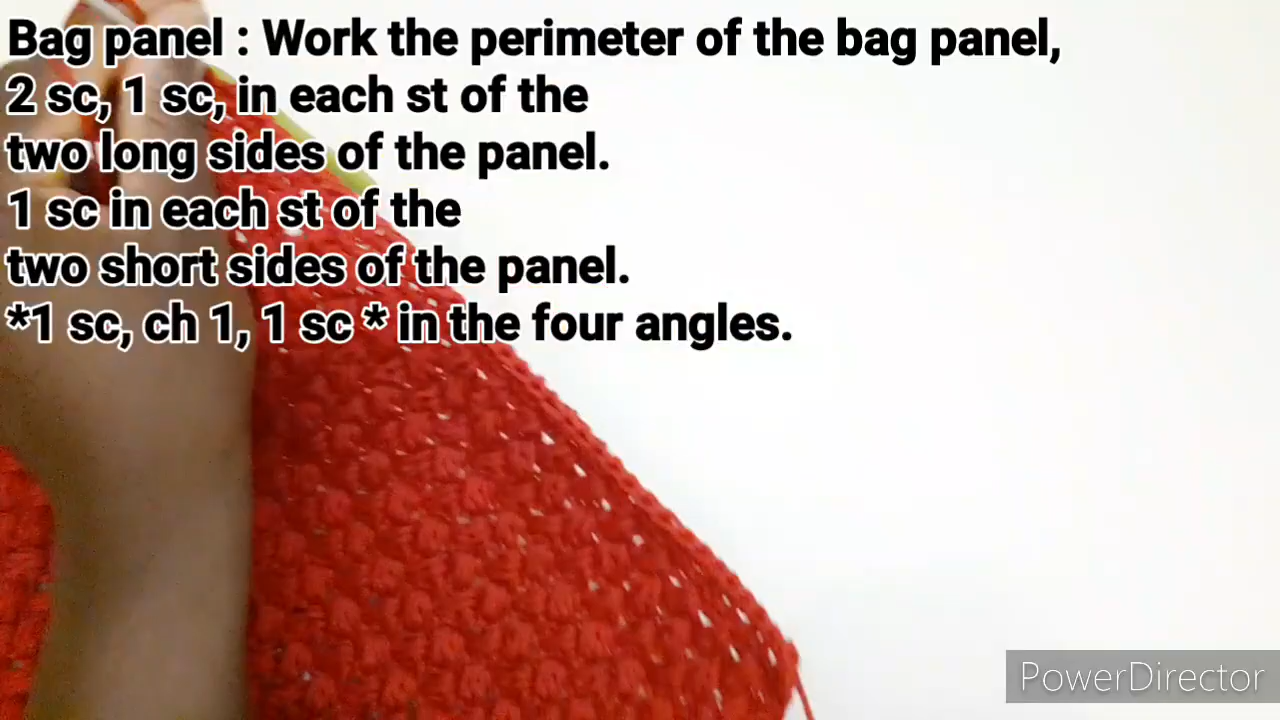 Bag panel : Work the perimeter of the bag panel,
2 sc, 1 sc, in each st of the
two long sides of the panel.
1 sc in each st of the
two short sides of the panel.
*1 sc, ch 1, 1 sc * in the four angles.
PowerDirector